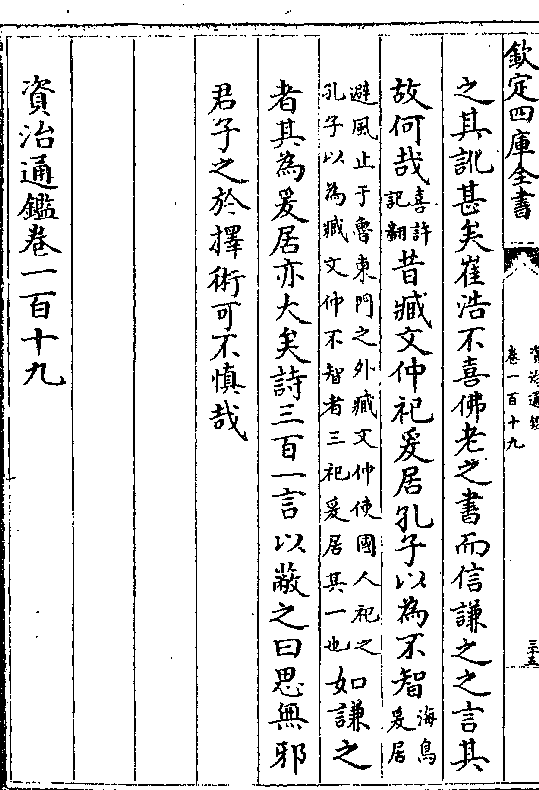 欽定四庫全書
資治通鑑
卷一百十九
三十五
之其訛甚矣崔浩不喜佛老之書而信謙之之言其
故何哉喜許記翻昔臧文仲祀爰居孔子以為不智海鳥爰居
避風止于魯東門之外臧文仲使國人祀之孔子以為臧文仲不智者三祀爰居其一也如謙之
者其為爰居亦大矣詩三百一言以蔽之曰思無邪
君子之於擇術可不慎哉
資治通鑑卷一百十九